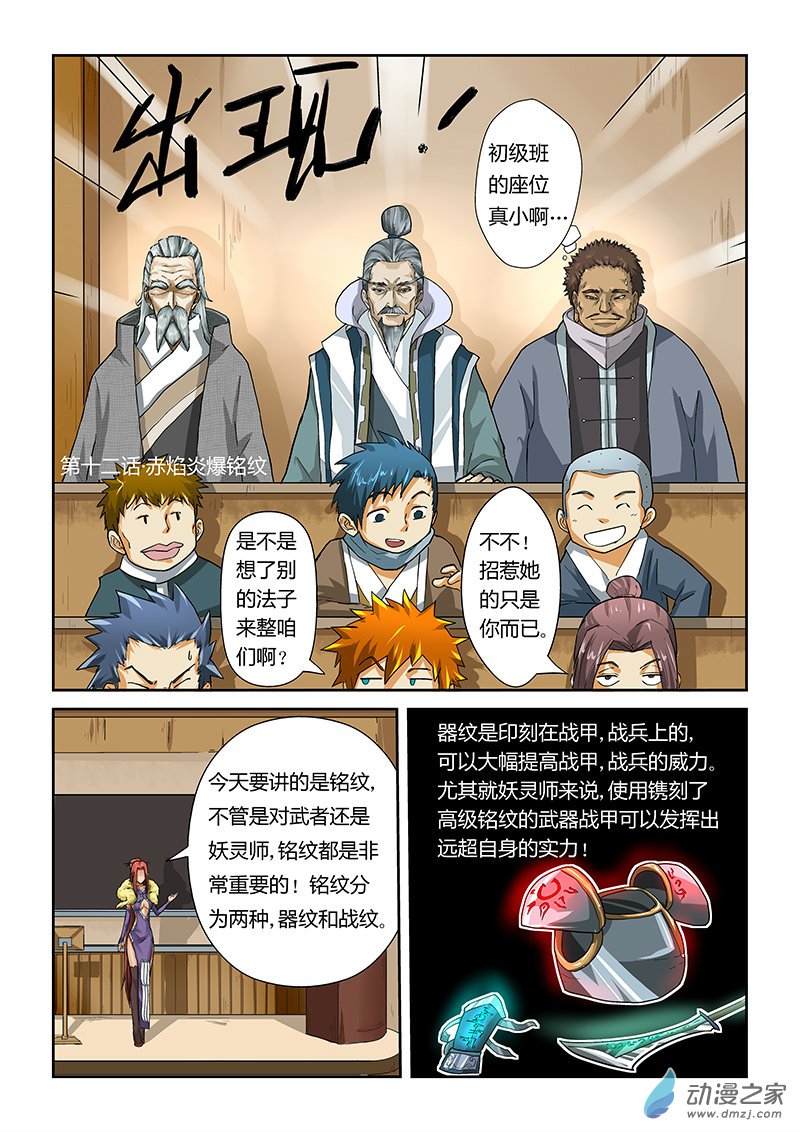 出现！
初级班
的座位
真小啊…
第十二话·赤焰炎爆铭纹
是不是
想了别
的法子
来整咱
们啊？
不不！
招惹她
的只是
你而已。
今天要讲的是铭纹，
不管是对武者还是
妖灵师，铭纹都是非
常重要的！铭纹分
为两种，器纹和战纹。
器纹是印刻在战甲，战兵上的，
可以大幅提高战甲，战兵的威力。
尤其就妖灵师来说，使用镌刻了
高级铭纹的武器战甲可以发挥出
远超自身的实力！
动漫之家
www.dmzj.com